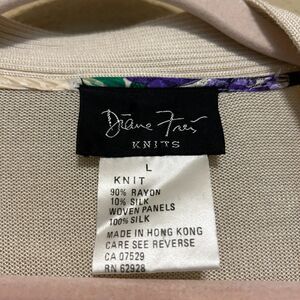 Diane Freis
KNITS
L
KNIT
90% RAYON
10% SILK
WOVEN PANELS
100% SILK
MADE IN HONG KONG
CARE SEE REVERSE
CA 07529
RN 62928